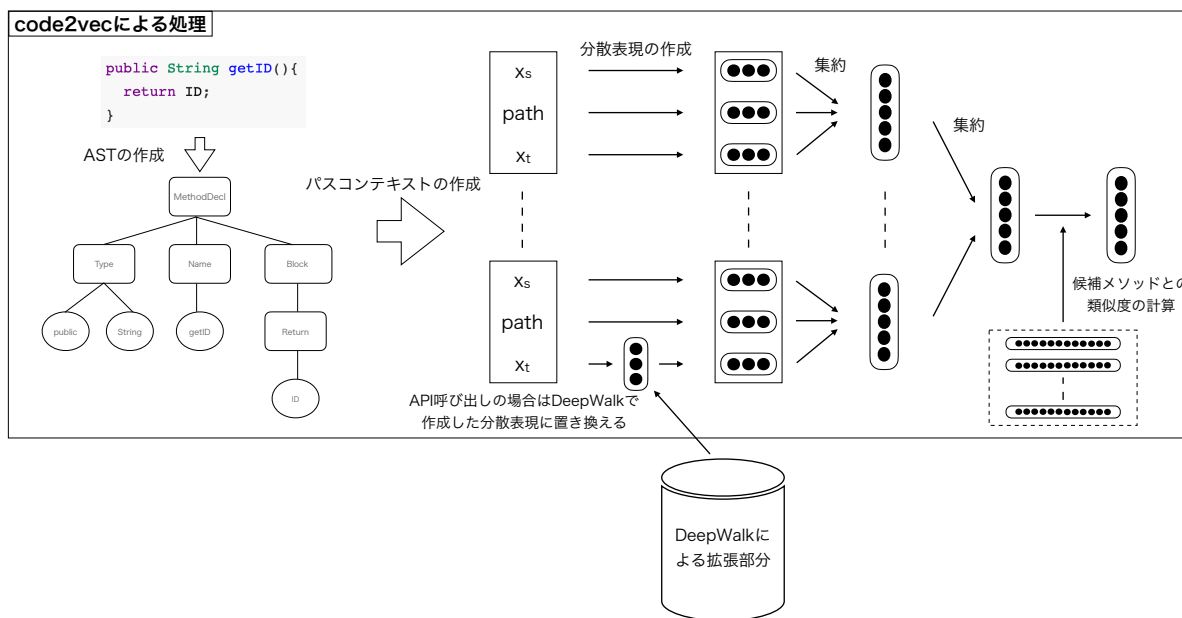 code2vecによる処理
public String getID(){
return ID;
}
ASTの作成
MethodDecl
Type
Name
Block
public
String
getID
Return
ID
パスコンテキストの作成
分散表現の作成
xs
path
xt
集約
集約
xs
path
xt
API呼び出しの場合はDeepWalkで
作成した分散表現に置き換える
候補メソッドとの
類似度の計算
DeepWalkに
よる拡張部分